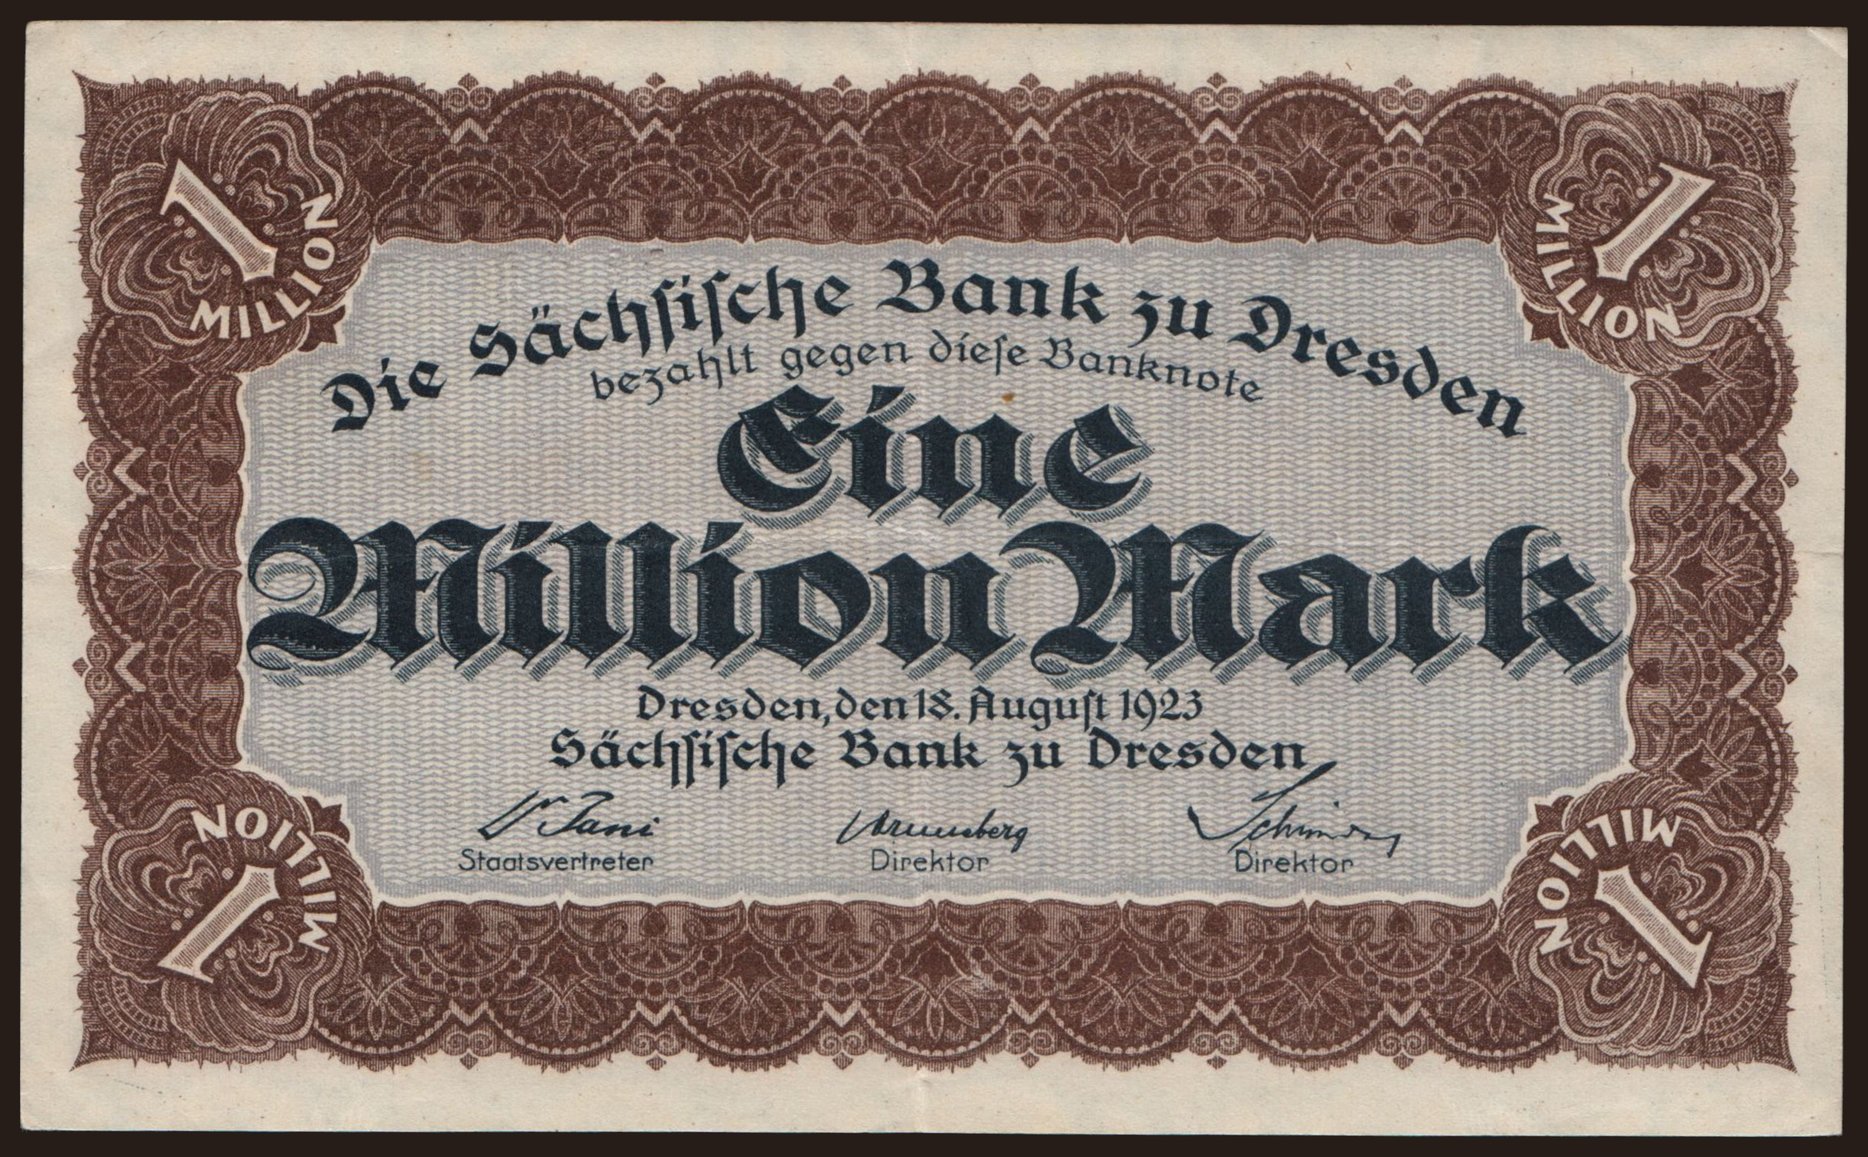 1 MILLION
1 MILLION
Die Sächsische Bank zu Dresden
bezahlt gegen diese Banknote
Eine
Million Mark
Dresden, den 18. August 1923
Sächsische Bank zu Dresden
Staatsvertreter Direktor Direktor
1 MILLION
1 MILLION